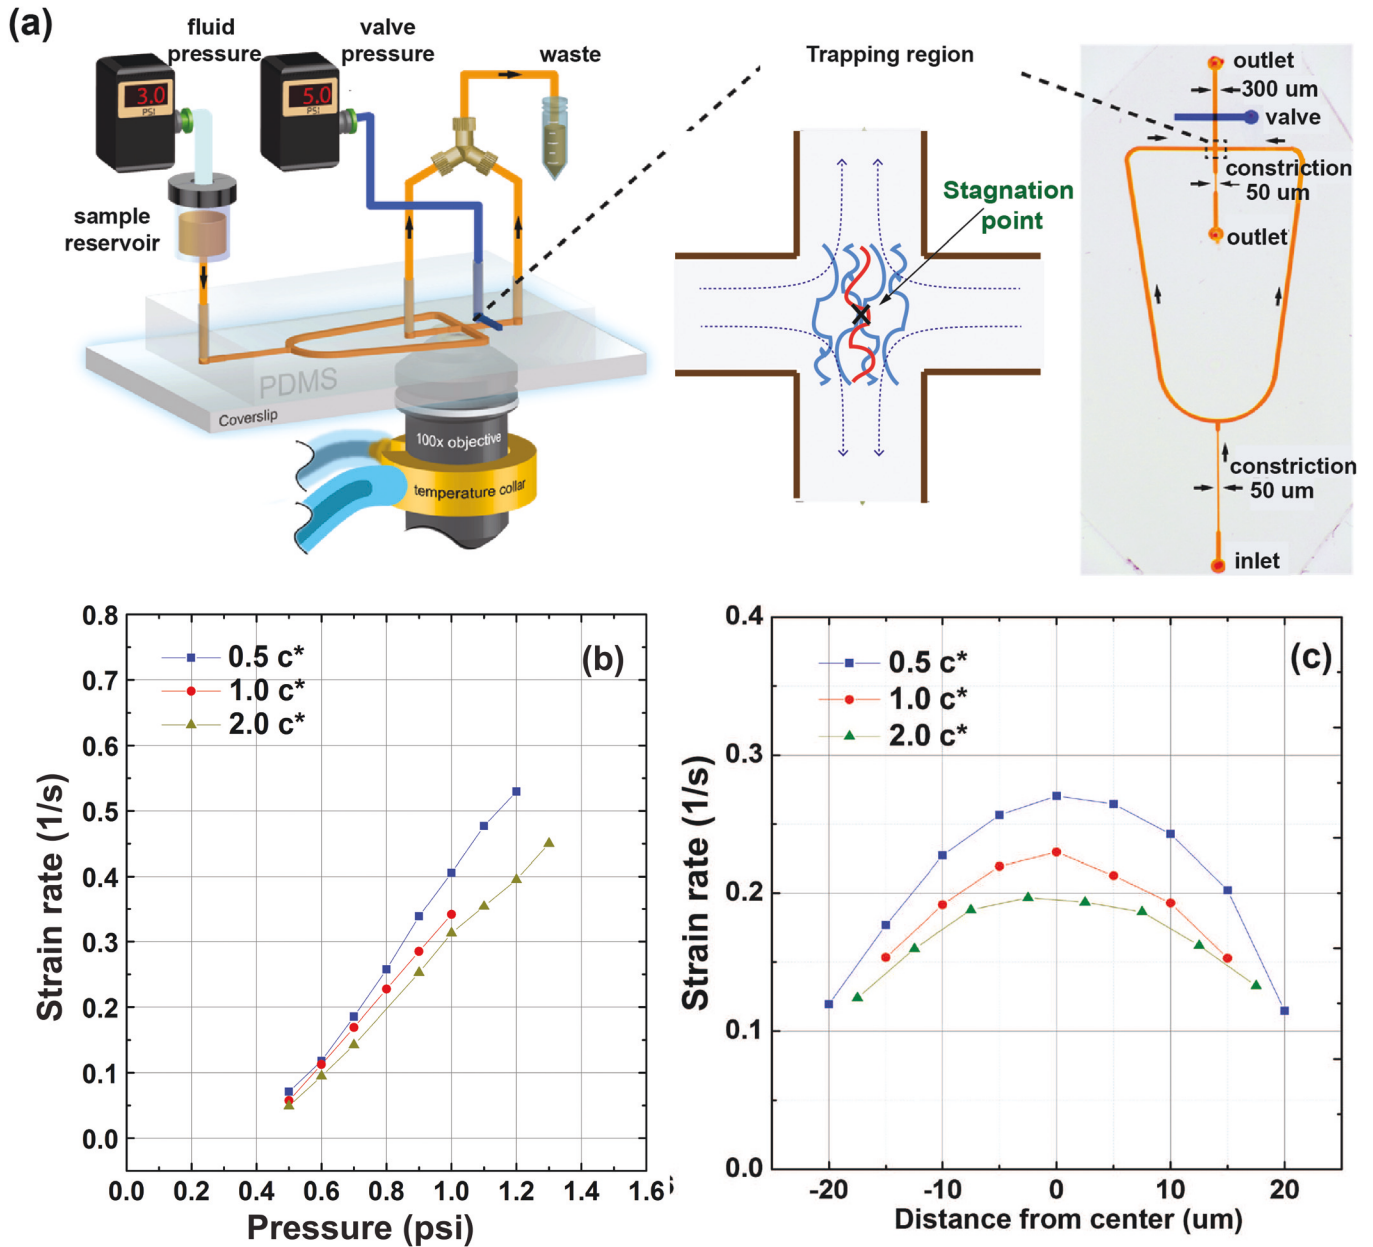 (a)
fluid
pressure
valve
pressure
waste
3.0
PSI
5.0
PSI
sample
reservoir
PDMS
Coverslip
100x objective
temperature collar
Trapping region
Stagnation
point
outlet
300 um
valve
constriction
50 um
outlet
constriction
50 um
inlet
(b)
0.5 c*
1.0 c*
2.0 c*
0.8
0.7
0.6
0.5
0.4
0.3
0.2
0.1
0.0
Strain rate (1/s)
0.0 0.2 0.4 0.6 0.8 1.0 1.2 1.4 1.6
Pressure (psi)
(c)
0.5 c*
1.0 c*
2.0 c*
0.4
0.3
0.2
0.1
0.0
Strain rate (1/s)
-20 -10 0 10 20
Distance from center (um)